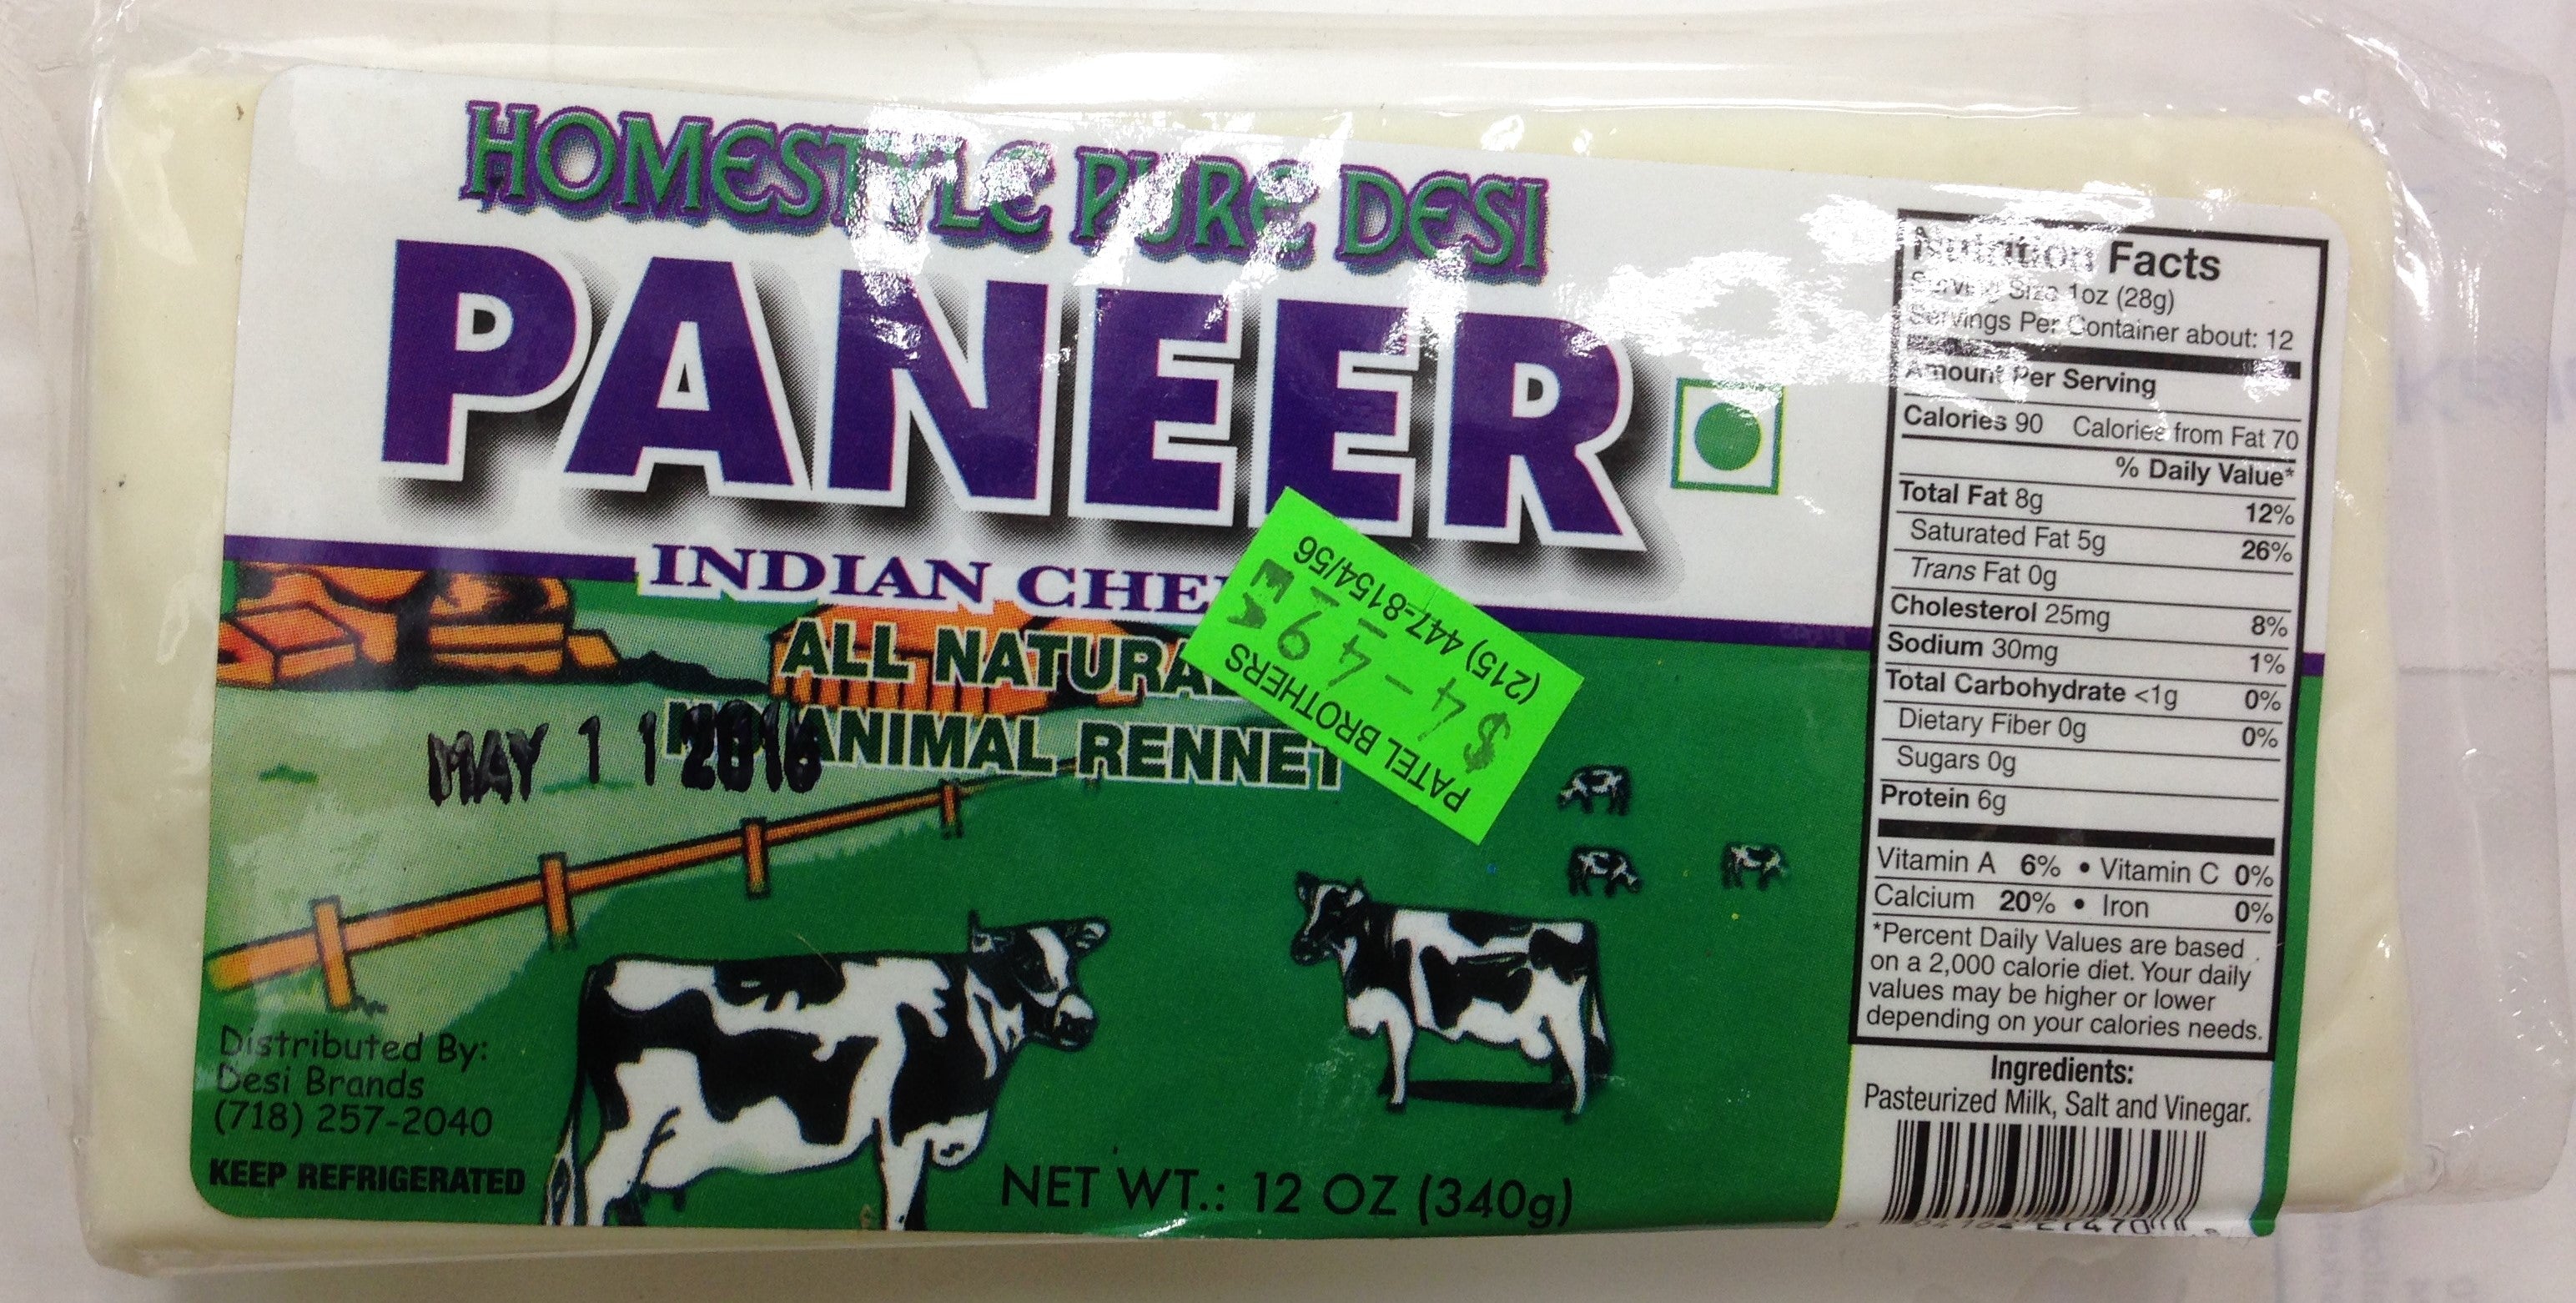 HOMESTYLE PURE DESI
PANEER
INDIAN CHE
ALL NATURAL
NO ANIMAL RENNET
MAY 1 1 2016
PATEL BROTHERS
$4-49
(215) 447-8154/56
Distributed By:
Desi Brands
(718) 257-2040
KEEP REFRIGERATED
NET WT.: 12 OZ (340g)
Nutrition Facts
Serving Size 1oz (28g)
Servings Per Container about: 12
Amount Per Serving
Calories 90 Calories from Fat 70
% Daily Value*
Total Fat 8g 12%
Saturated Fat 5g 26%
Trans Fat 0g
Cholesterol 25mg 8%
Sodium 30mg 1%
Total Carbohydrate <1g 0%
Dietary Fiber 0g 0%
Sugars 0g
Protein 6g
Vitamin A 6% • Vitamin C 0%
Calcium 20% • Iron 0%
*Percent Daily Values are based
on a 2,000 calorie diet. Your daily
values may be higher or lower
depending on your calories needs.
Ingredients:
Pasteurized Milk, Salt and Vinegar.